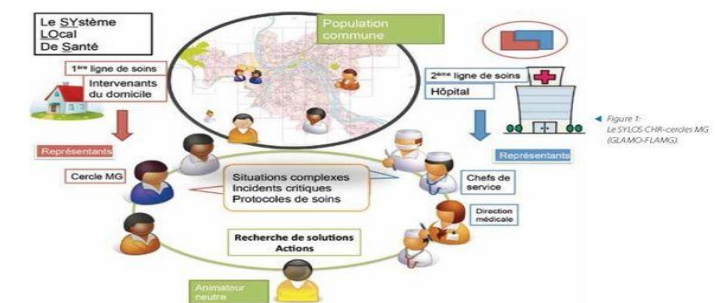 Le SYstème
LOcal
De Santé
Population
commune
1ère ligne de soins
Intervenants
du domicile
2ème ligne de soins
Hôpital
Figure 1:
Le SYLOS CHR-cercles MG
(GLAMO-FLAMG).
Représentants
Représentants
Cercle MG
Situations complexes
Incidents critiques
Protocoles de soins
Chefs de
service
Direction
médicale
Recherche de solutions
Actions
Animateur
neutre